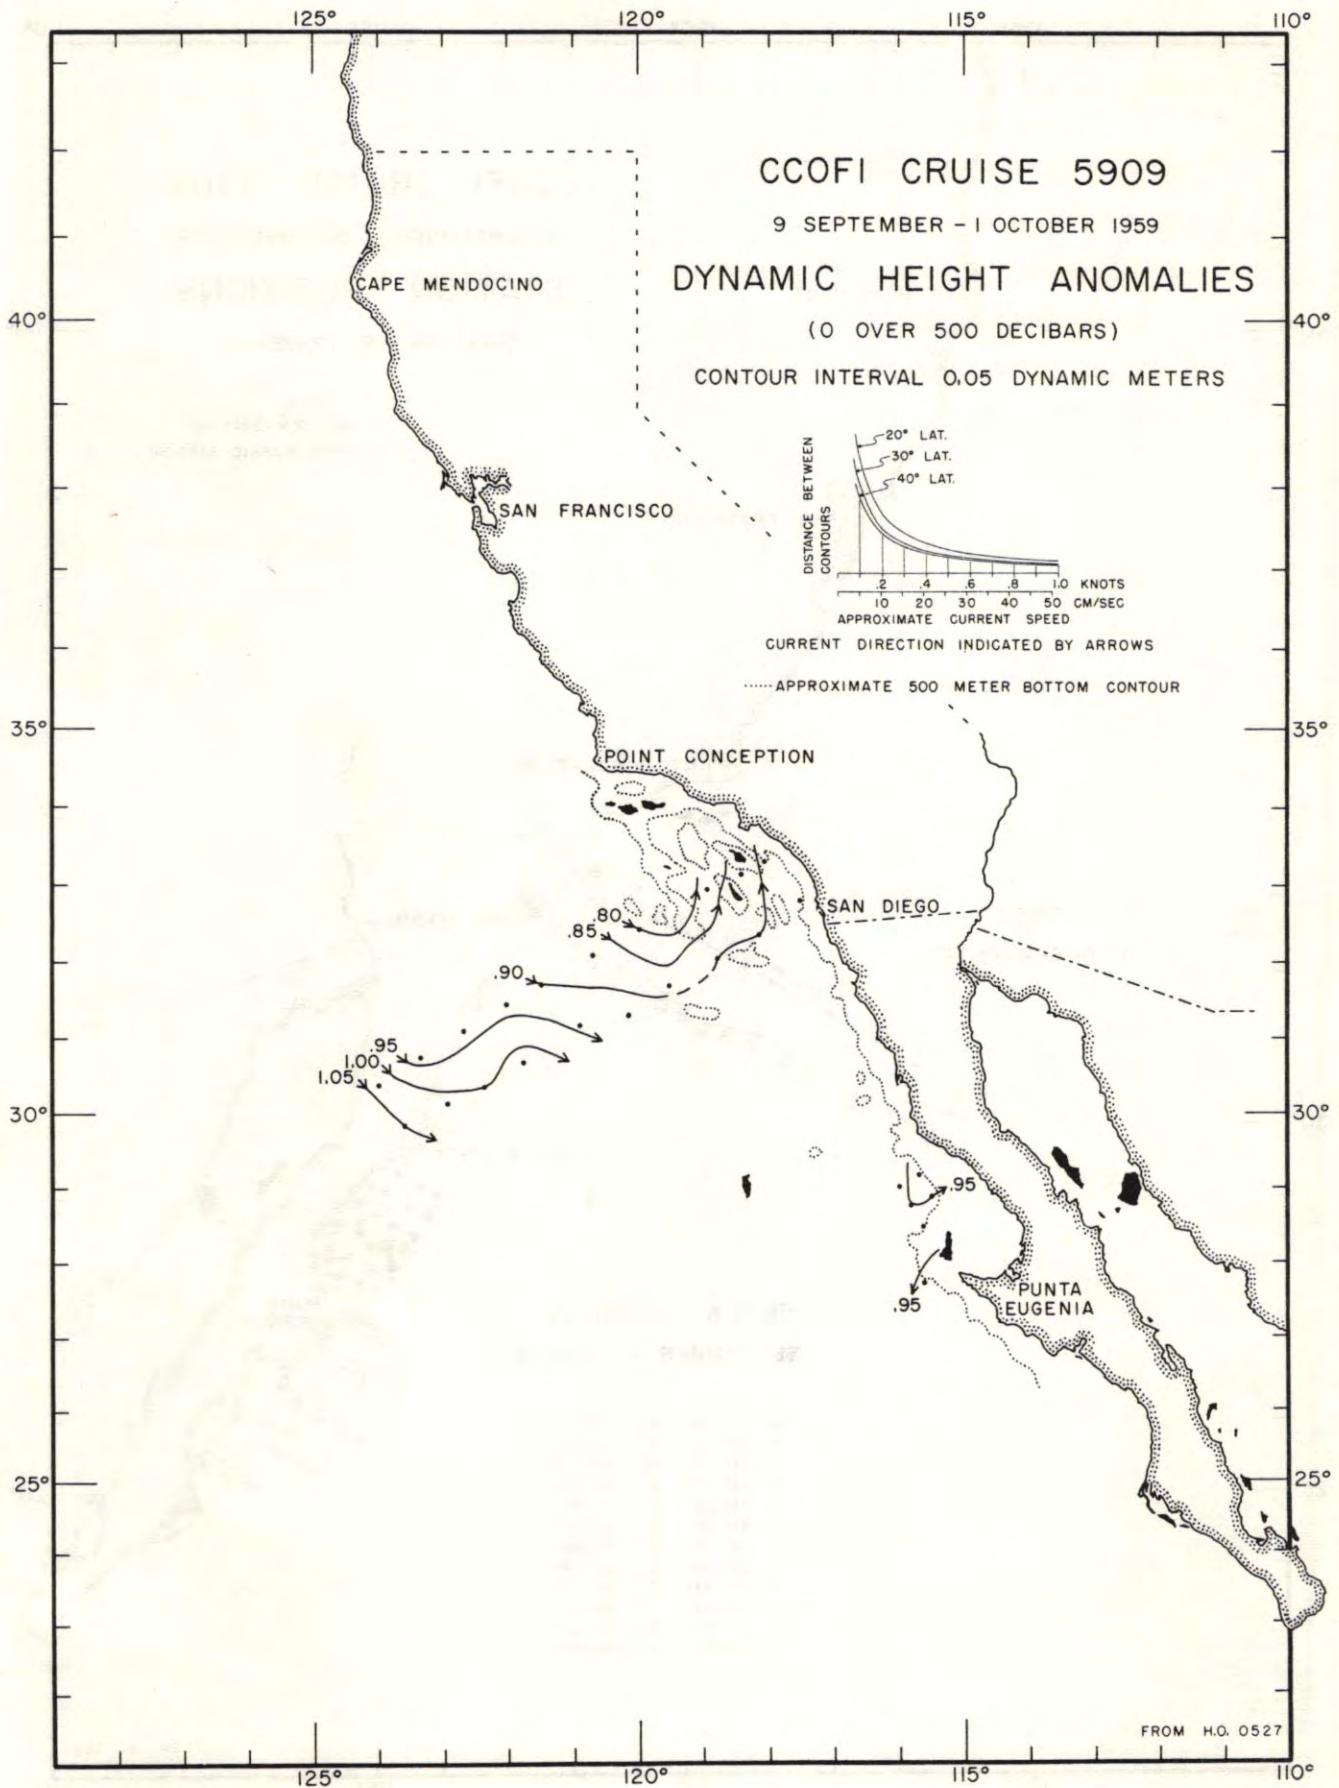 125°
120°
115°
110°
CCOFI CRUISE 5909
9 SEPTEMBER – 1 OCTOBER 1959
DYNAMIC HEIGHT ANOMALIES
(0 OVER 500 DECIBARS)
CONTOUR INTERVAL 0.05 DYNAMIC METERS
CAPE MENDOCINO
40°
40°
DISTANCE BETWEEN
CONTOURS
20° LAT.
30° LAT.
40° LAT.
.2 .4 .6 .8 1.0 KNOTS
10 20 30 40 50 CM/SEC
APPROXIMATE CURRENT SPEED
CURRENT DIRECTION INDICATED BY ARROWS
APPROXIMATE 500 METER BOTTOM CONTOUR
SAN FRANCISCO
35°
35°
POINT CONCEPTION
SAN DIEGO
.80
.85
.90
.95
1.00
1.05
30°
30°
.95
.95
PUNTA
EUGENIA
25°
25°
FROM H.O. 0527
125°
120°
115°
110°